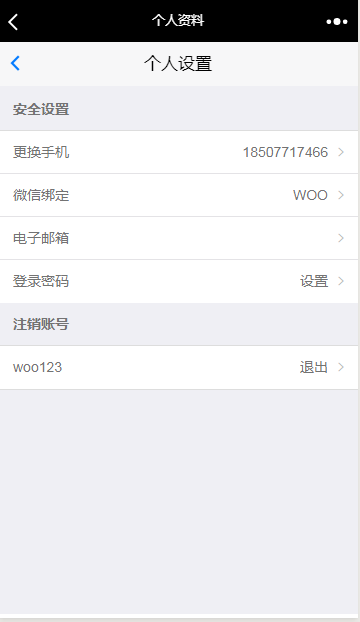 个人资料
个人设置
安全设置
更换手机 18507717466
微信绑定 WOO
电子邮箱
登录密码 设置
注销账号
woo123 退出